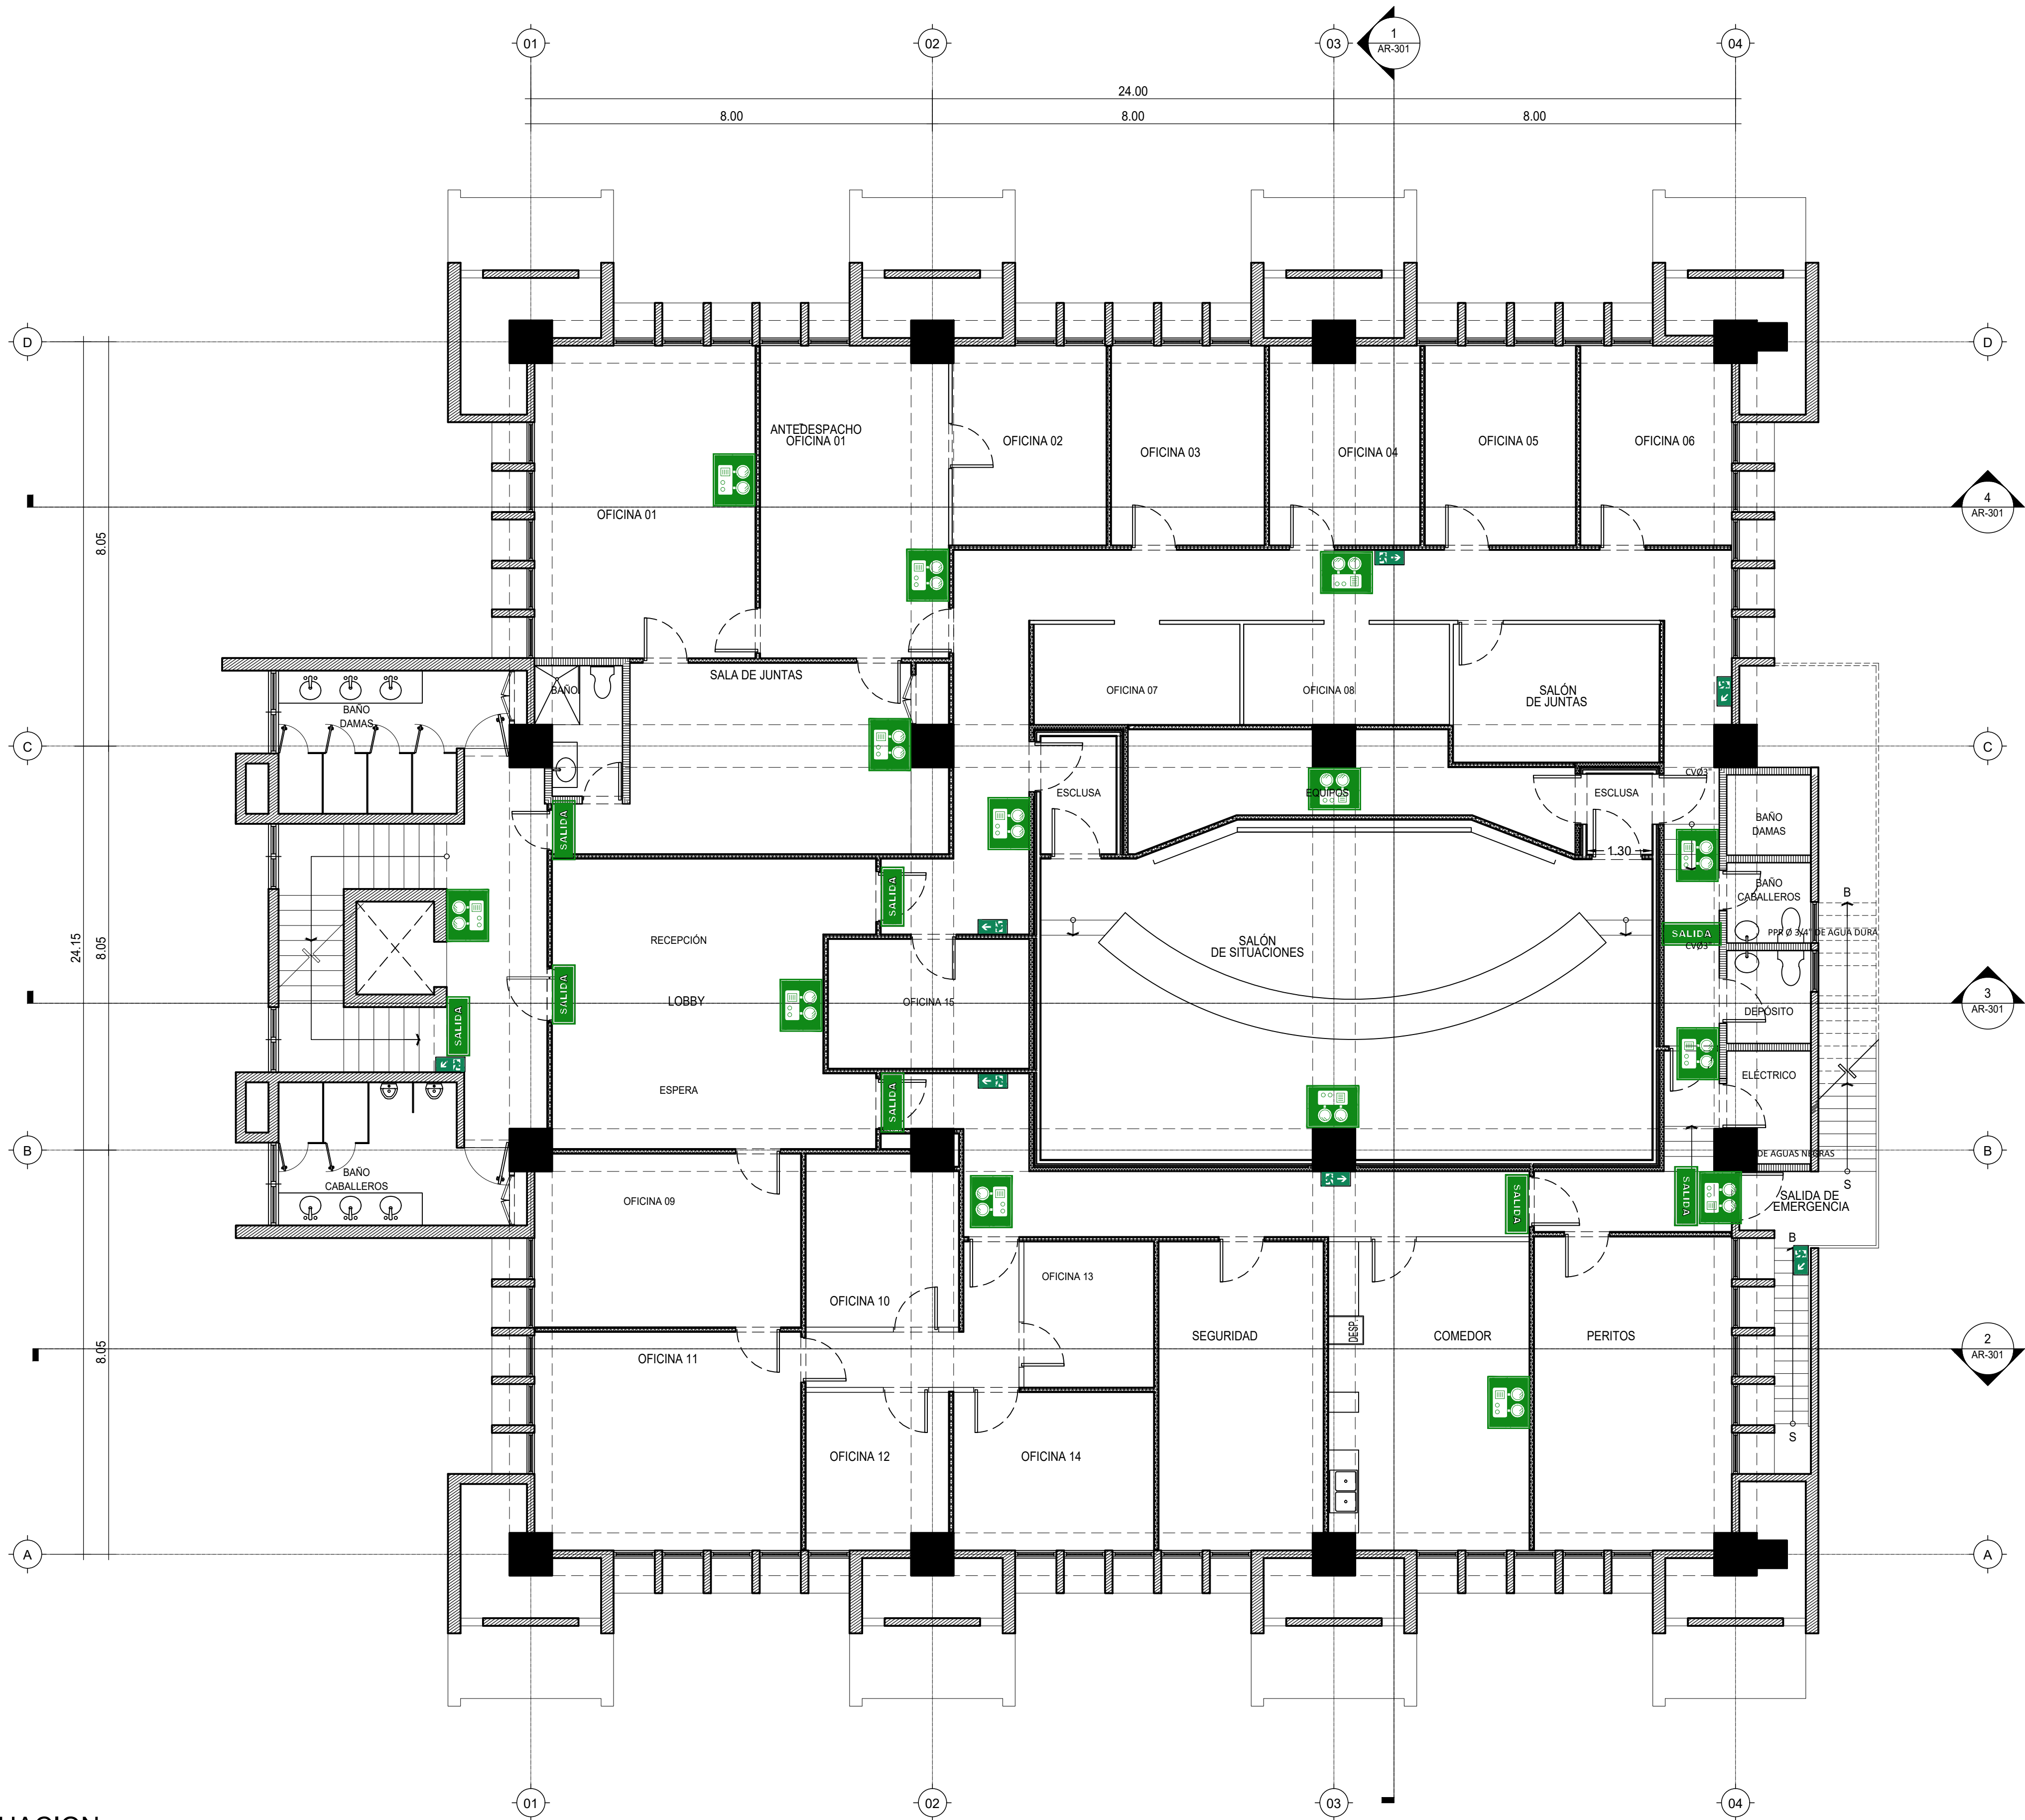 01
02
03
1
AR-301
04
24.00
8.00
8.00
8.00
D
D
ANTEDESPACHO
OFICINA 01
OFICINA 02
OFICINA 03
OFICINA 04
OFICINA 05
OFICINA 06
OFICINA 01
4
AR-301
8.05
BAÑO
SALA DE JUNTAS
OFICINA 07
OFICINA 08
SALÓN
DE JUNTAS
BAÑO
DAMAS
C
C
CVØ3"
ESCLUSA
EQUIPOS
ESCLUSA
BAÑO
DAMAS
SALIDA
1.30
BAÑO
CABALLEROS
B
SALIDA
RECEPCIÓN
SALÓN
DE SITUACIONES
SALIDA
PPR Ø 3/4" DE AGUA DURA
CVØ3"
24.15
8.05
SALIDA
LOBBY
OFICINA 15
DEPÓSITO
3
AR-301
SALIDA
ESPERA
SALIDA
ELÉCTRICO
B
B
DE AGUAS NEGRAS
BAÑO
CABALLEROS
OFICINA 09
SALIDA
SALIDA
SALIDA DE
EMERGENCIA
S
B
OFICINA 13
OFICINA 10
8.05
OFICINA 11
SEGURIDAD
DESP.
COMEDOR
PERITOS
2
AR-301
OFICINA 12
OFICINA 14
S
A
A
01
02
03
04